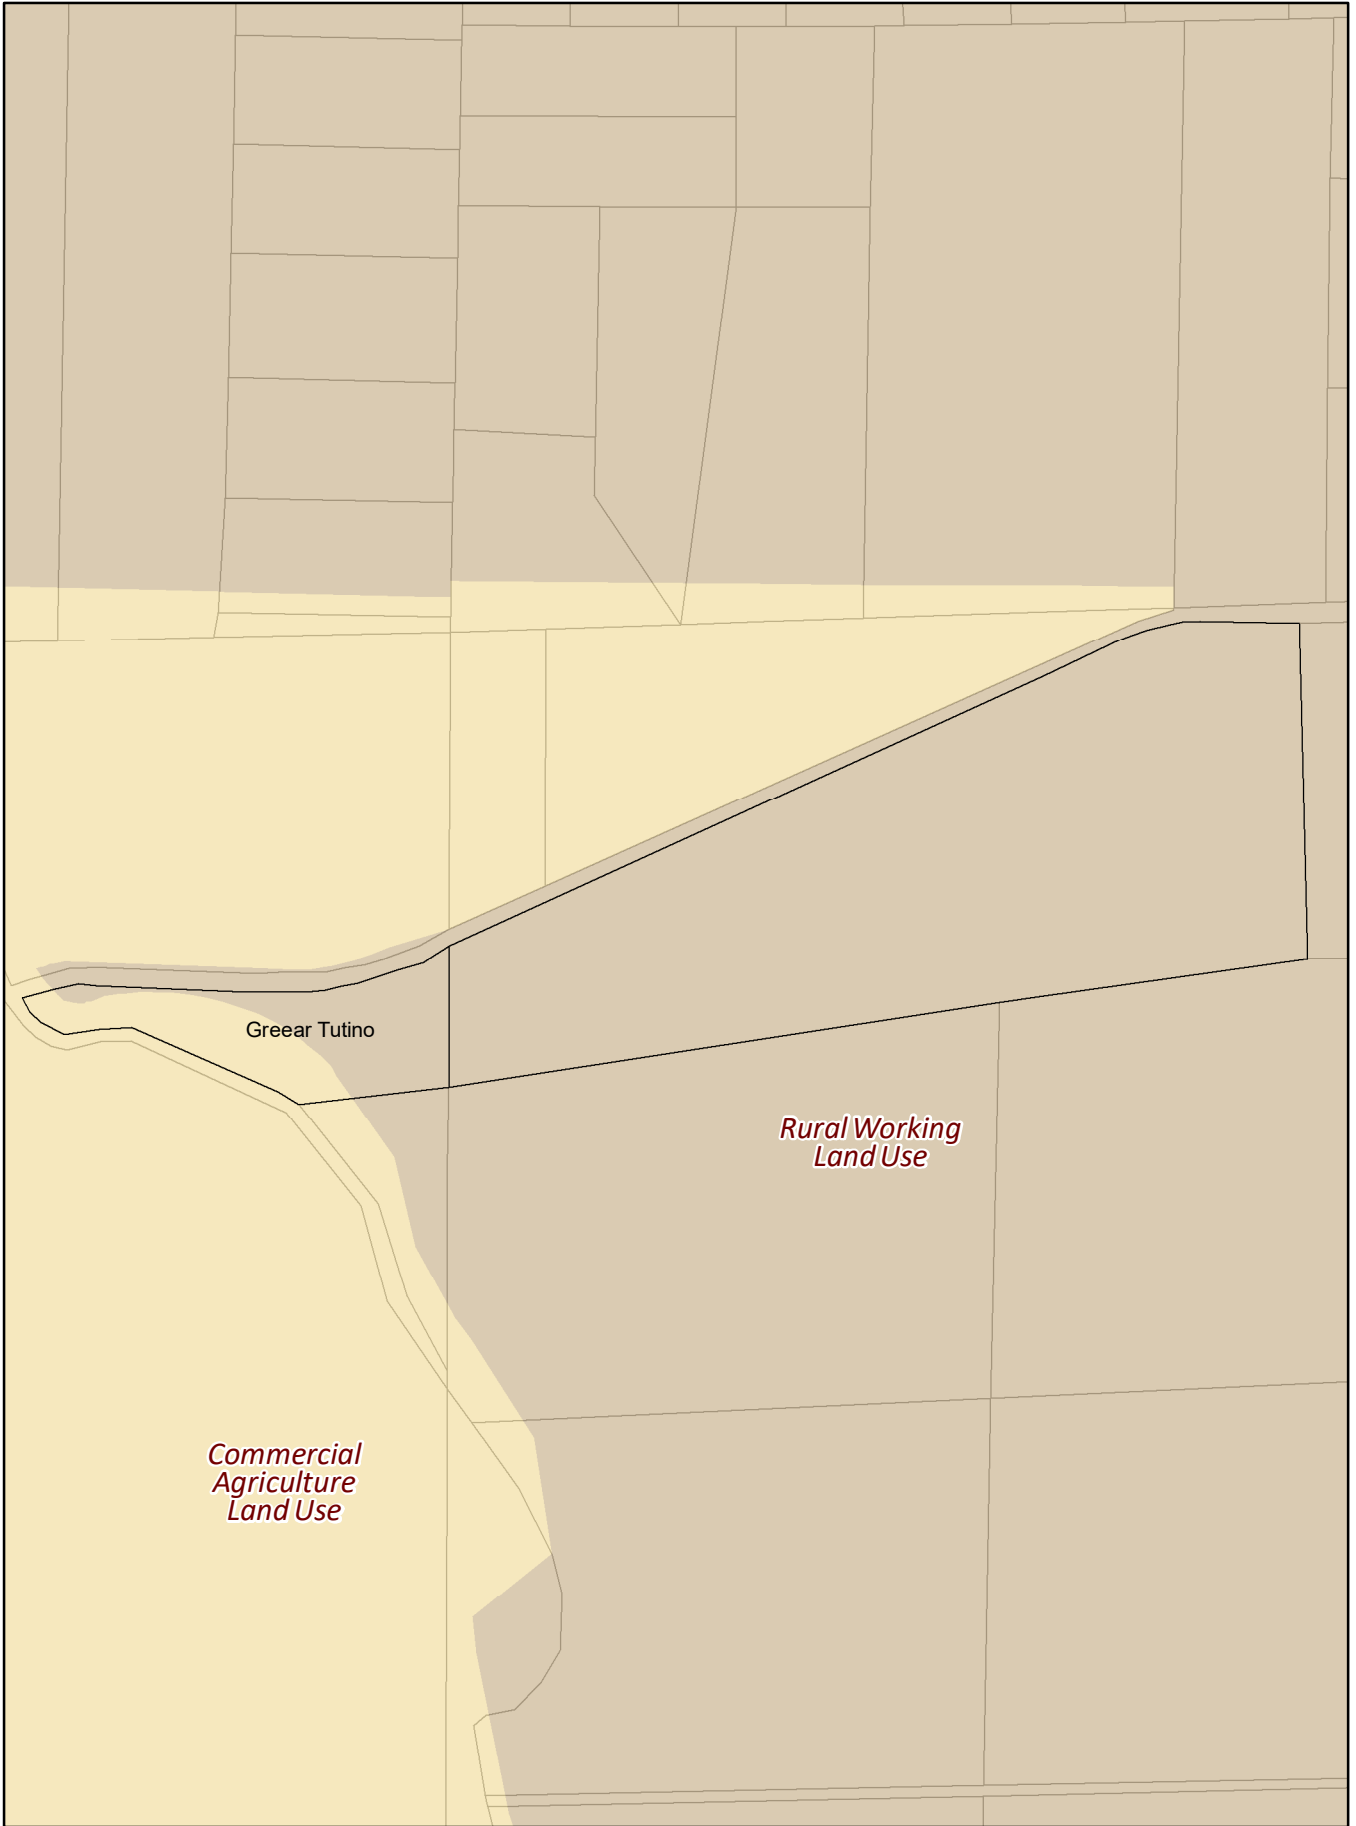 Greear Tutino
Rural Working
Land Use
Commercial
Agriculture
Land Use